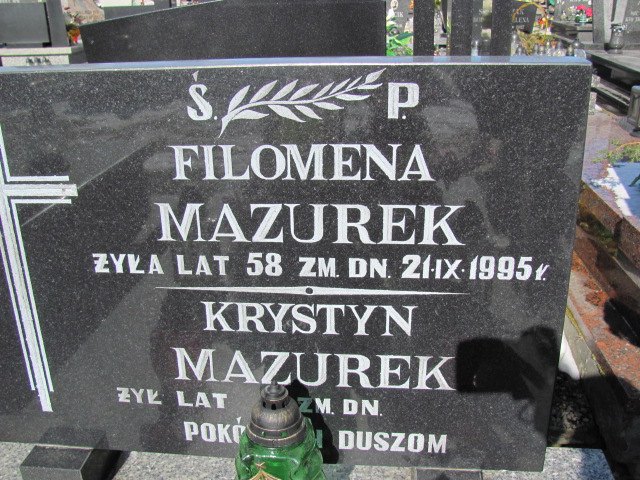 Ś. P.
FILOMENA
MAZUREK
ŻYŁA LAT 58 ZM. DN. 21·IX·1995 r.
KRYSTYN
MAZUREK
ŻYŁ LAT ZM. DN.
DUSZOM